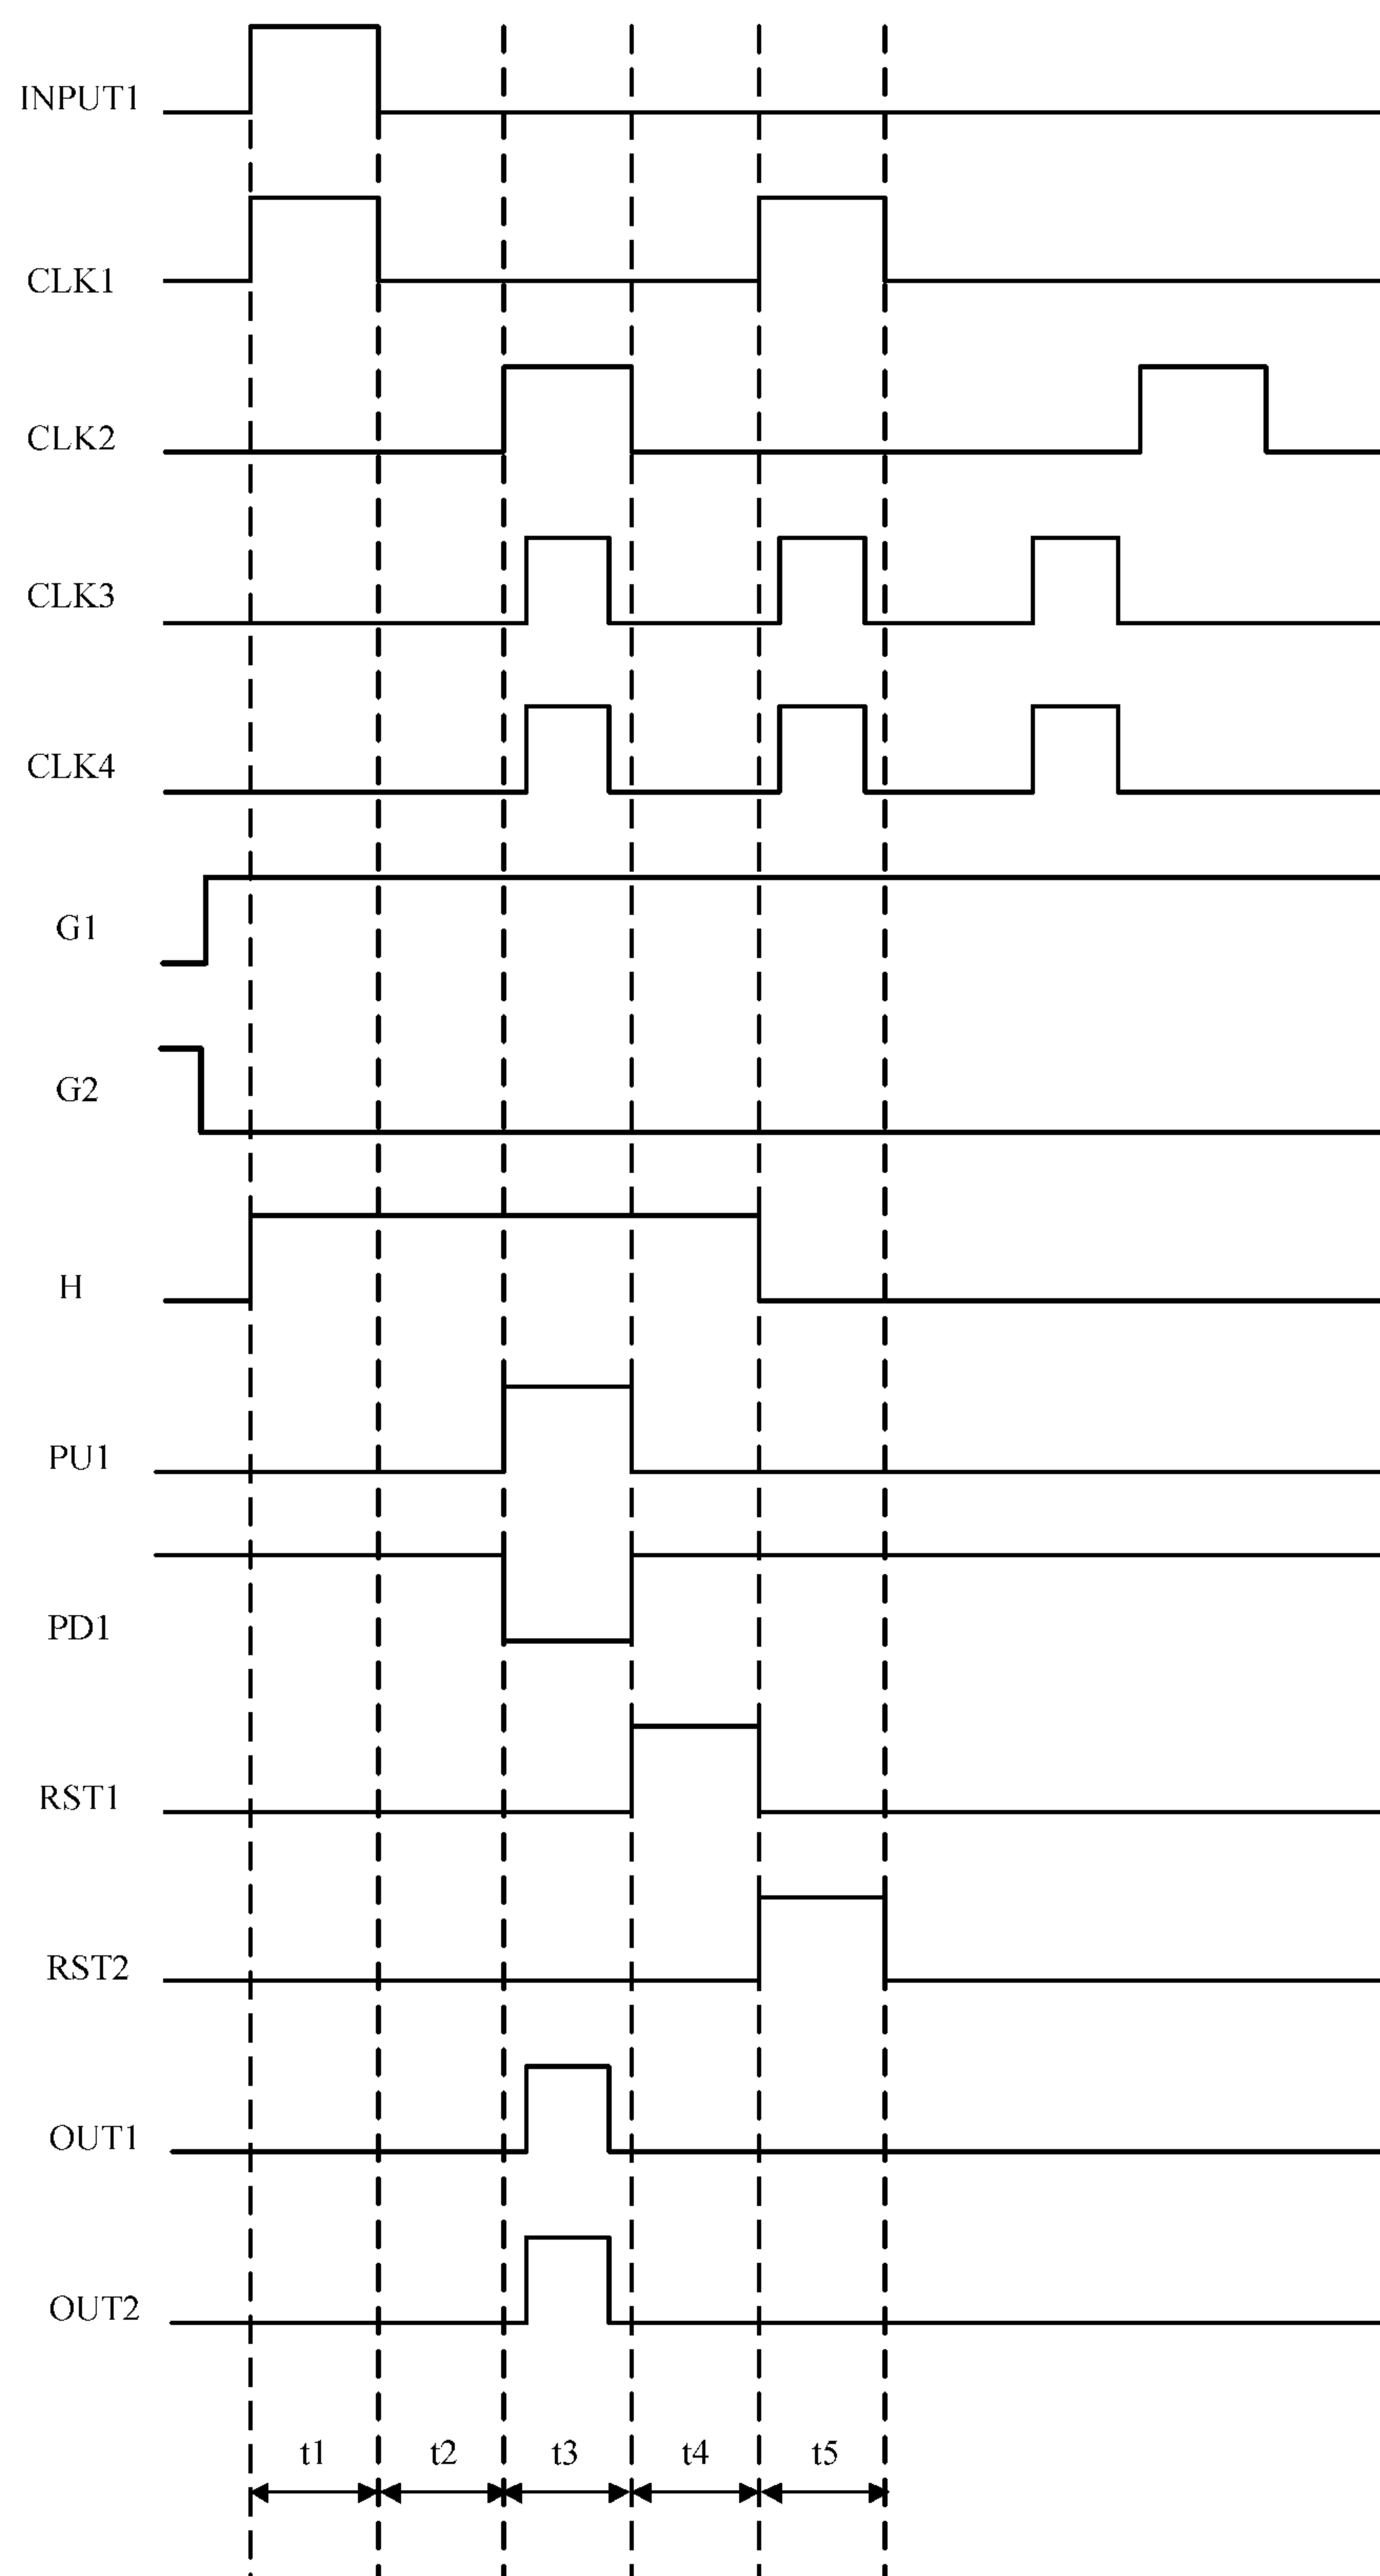 INPUT1
CLK1
CLK2
CLK3
CLK4
G1
G2
H
PU1
PD1
RST1
RST2
OUT1
OUT2
t1 t2 t3 t4 t5